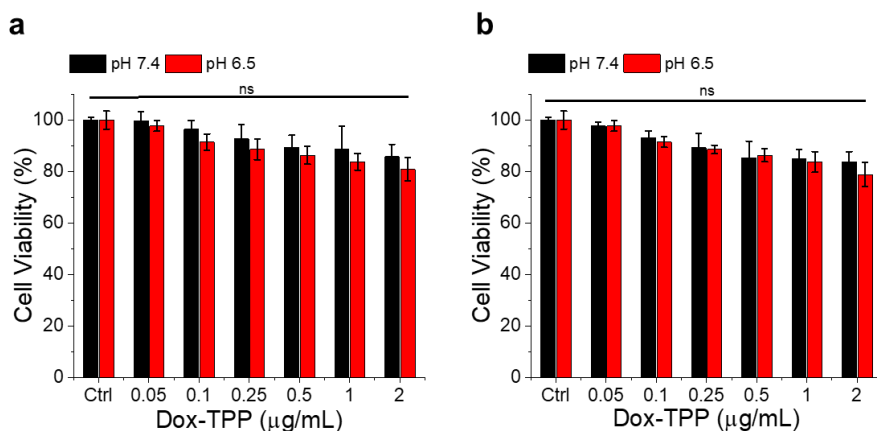 a
pH 7.4 pH 6.5
ns
Cell Viability (%)
100
80
60
40
20
0
Ctrl 0.05 0.1 0.25 0.5 1 2
Dox-TPP (μg/mL)
b
pH 7.4 pH 6.5
ns
Cell Viability (%)
100
80
60
40
20
0
Ctrl 0.05 0.1 0.25 0.5 1 2
Dox-TPP (μg/mL)